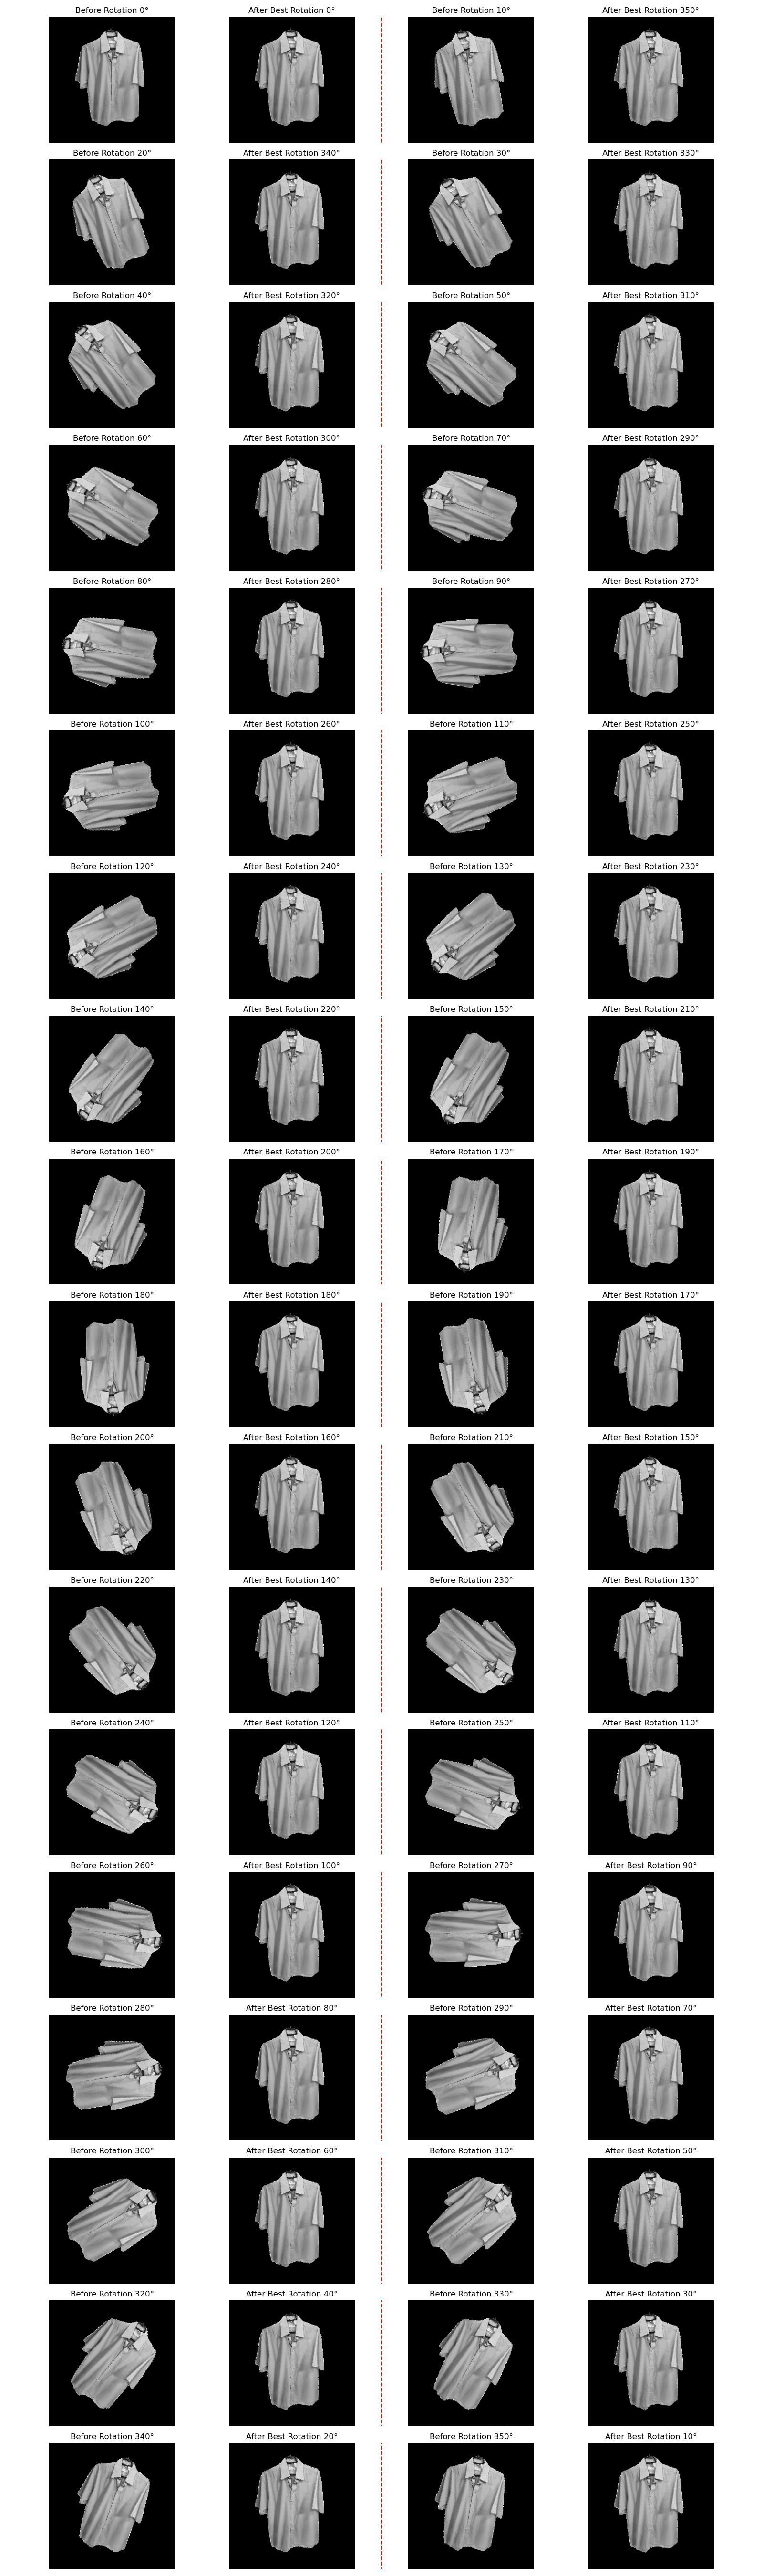 Before Rotation 0° After Best Rotation 0° Before Rotation 10° After Best Rotation 350°
Before Rotation 20° After Best Rotation 340° Before Rotation 30° After Best Rotation 330°
Before Rotation 40° After Best Rotation 320° Before Rotation 50° After Best Rotation 310°
Before Rotation 60° After Best Rotation 300° Before Rotation 70° After Best Rotation 290°
Before Rotation 80° After Best Rotation 280° Before Rotation 90° After Best Rotation 270°
Before Rotation 100° After Best Rotation 260° Before Rotation 110° After Best Rotation 250°
Before Rotation 120° After Best Rotation 240° Before Rotation 130° After Best Rotation 230°
Before Rotation 140° After Best Rotation 220° Before Rotation 150° After Best Rotation 210°
Before Rotation 160° After Best Rotation 200° Before Rotation 170° After Best Rotation 190°
Before Rotation 180° After Best Rotation 180° Before Rotation 190° After Best Rotation 170°
Before Rotation 200° After Best Rotation 160° Before Rotation 210° After Best Rotation 150°
Before Rotation 220° After Best Rotation 140° Before Rotation 230° After Best Rotation 130°
Before Rotation 240° After Best Rotation 120° Before Rotation 250° After Best Rotation 110°
Before Rotation 260° After Best Rotation 100° Before Rotation 270° After Best Rotation 90°
Before Rotation 280° After Best Rotation 80° Before Rotation 290° After Best Rotation 70°
Before Rotation 300° After Best Rotation 60° Before Rotation 310° After Best Rotation 50°
Before Rotation 320° After Best Rotation 40° Before Rotation 330° After Best Rotation 30°
Before Rotation 340° After Best Rotation 20° Before Rotation 350° After Best Rotation 10°